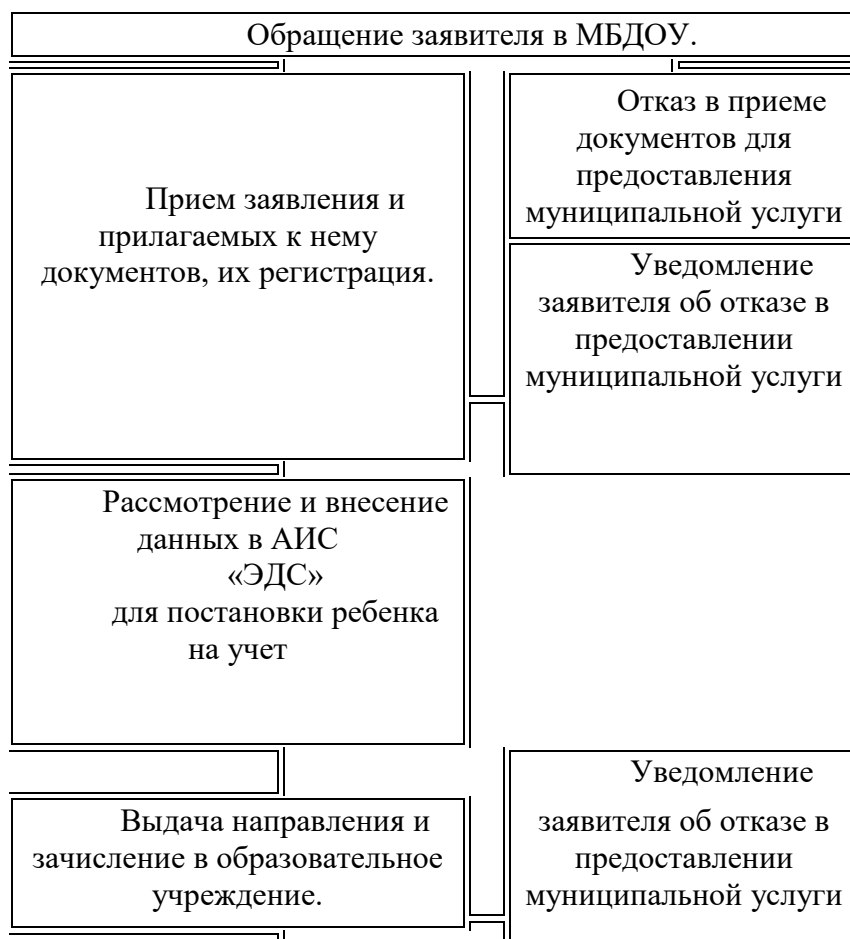 Обращение заявителя в МБДОУ.
Прием заявления и
прилагаемых к нему
документов, их регистрация.
Отказ в приеме
документов для
предоставления
муниципальной услуги
Уведомление
заявителя об отказе в
предоставлении
муниципальной услуги
Рассмотрение и внесение
данных в АИС
«ЭДС»
для постановки ребенка
на учет
Выдача направления и
зачисление в образовательное
учреждение.
Уведомление
заявителя об отказе в
предоставлении
муниципальной услуги